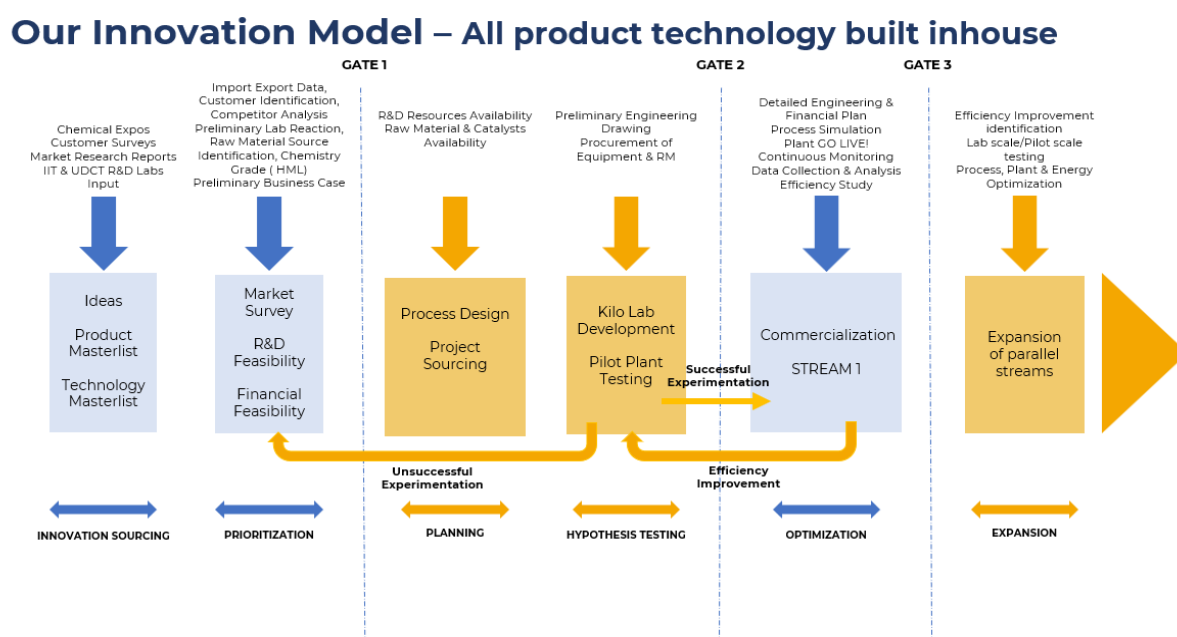 Our Innovation Model – All product technology built inhouse
GATE 1
GATE 2
GATE 3
Chemical Expos
Customer Surveys
Market Research Reports
IIT & UDCT R&D Labs
Input
Import Export Data,
Customer Identification,
Competitor Analysis
Preliminary Lab Reaction,
Raw Material Source
Identification, Chemistry
Grade ( HML)
Preliminary Business Case
R&D Resources Availability
Raw Material & Catalysts
Availability
Preliminary Engineering
Drawing
Procurement of
Equipment & RM
Detailed Engineering &
Financial Plan
Process Simulation
Plant GO LIVE!
Continuous Monitoring
Data Collection & Analysis
Efficiency Study
Efficiency Improvement
identification
Lab scale/Pilot scale
testing
Process, Plant & Energy
Optimization
Ideas
Product
Masterlist
Technology
Masterlist
Market
Survey
R&D
Feasibility
Financial
Feasibility
Process Design
Project
Sourcing
Kilo Lab
Development
Pilot Plant
Testing
Successful
Experimentation
Commercialization
STREAM 1
Expansion
of parallel
streams
Unsuccessful
Experimentation
Efficiency
Improvement
INNOVATION SOURCING
PRIORITIZATION
PLANNING
HYPOTHESIS TESTING
OPTIMIZATION
EXPANSION